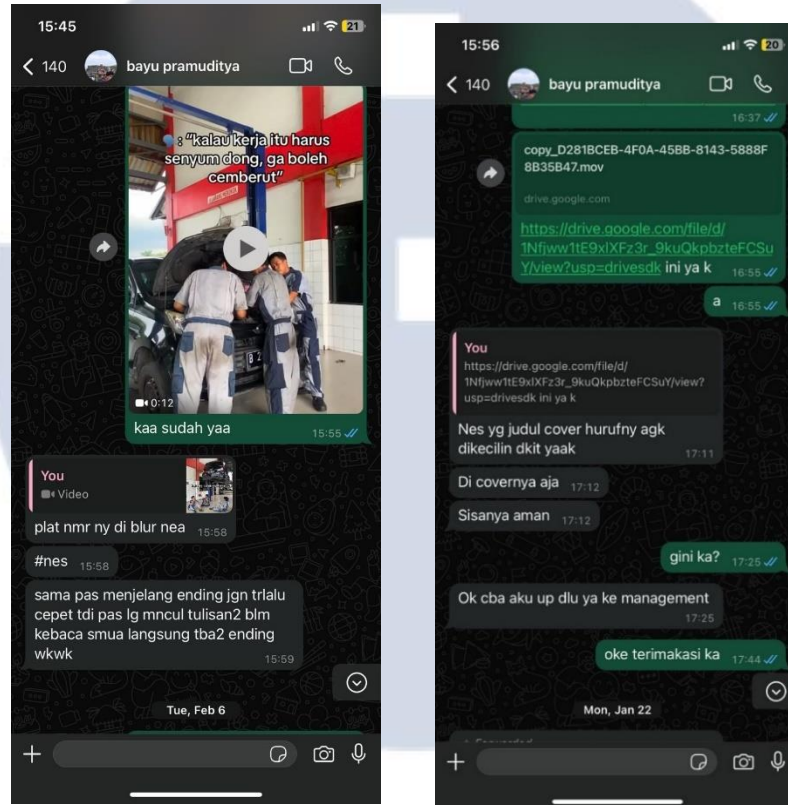 15:45
21
140
bayu pramuditya
: "kalau kerja itu harus
senyum dong, ga boleh
cemberut"
0:12
kaa sudah yaa
15:55
You
Video
plat nmr ny di blur nea
15:58
#nes
15:58
sama pas menjelang ending jgn trlalu
cepet tdi pas lg mncul tulisan2 blm
kebaca smua langsung tba2 ending
wkwk
15:59
Tue, Feb 6
15:56
20
140
bayu pramuditya
16:37
copy_D281BCEB-4F0A-45BB-8143-5888F
8B35B47.mov
drive.google.com
https://drive.google.com/file/d/
1Nfjww1tE9xIXFz3r_9kuQkpbzteFCSu
Y/view?usp=drivesdk ini ya k
16:55
a
16:55
You
https://drive.google.com/file/d/
1Nfjww1tE9xIXFz3r_9kuQkpbzteFCSuY/view?
usp=drivesdk ini ya k
Nes yg judul cover hurufny agk
dikecilin dkit yaak
17:11
Di covernya aja
17:12
Sisanya aman
17:12
gini ka?
17:25
Ok cba aku up dlu ya ke management
17:25
oke terimakasi ka
17:44
Mon, Jan 22